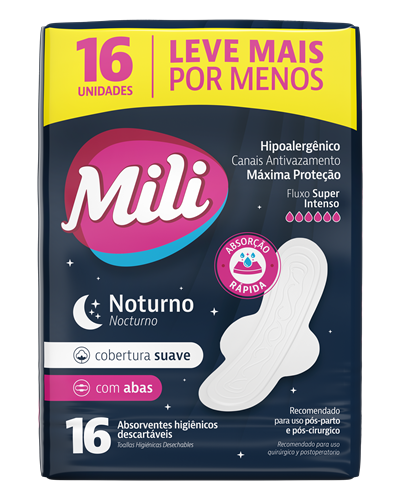 16
UNIDADES
LEVE MAIS
POR MENOS
Hipoalergênico
Canais Antivazamento
Máxima Proteção
Fluxo Super
Intenso
Mili
ABSORÇÃO
RÁPIDA
Noturno
Nocturno
cobertura suave
com abas
16
Absorventes higiênicos
descartáveis
Toallas Higiénicas Desechables
Recomendado
para uso pós-parto
e pós-cirurgico
Recomendado para uso
quirúrgico y postoperatorio